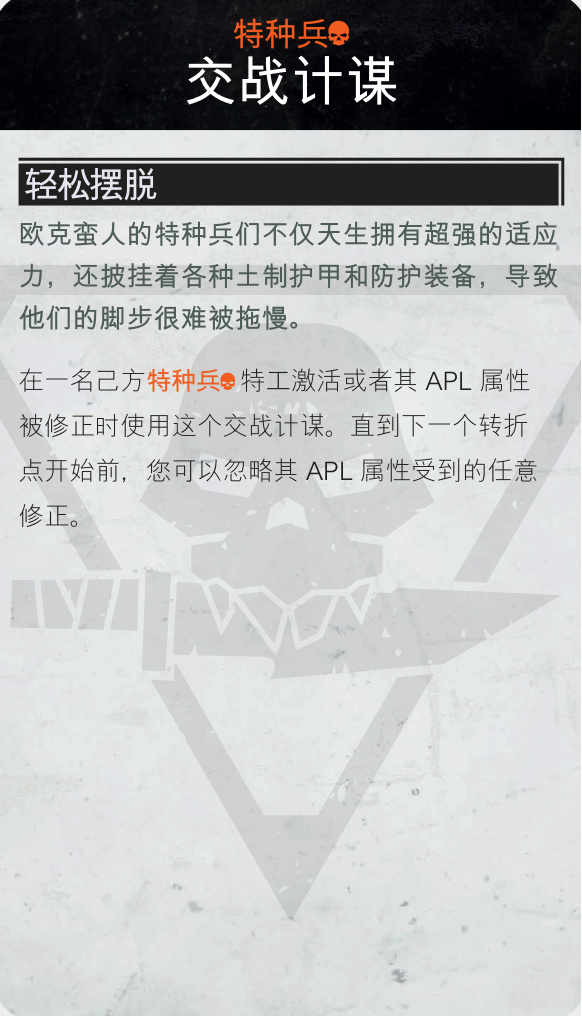 特种兵
交战计谋
轻松摆脱
欧克蛮人的特种兵们不仅天生拥有超强的适应
力，还披挂着各种土制护甲和防护装备，导致
他们的脚步很难被拖慢。
在一名己方特种兵 特工激活或者其 APL 属性
被修正时使用这个交战计谋。直到下一个转折
点开始前，您可以忽略其 APL 属性受到的任意
修正。